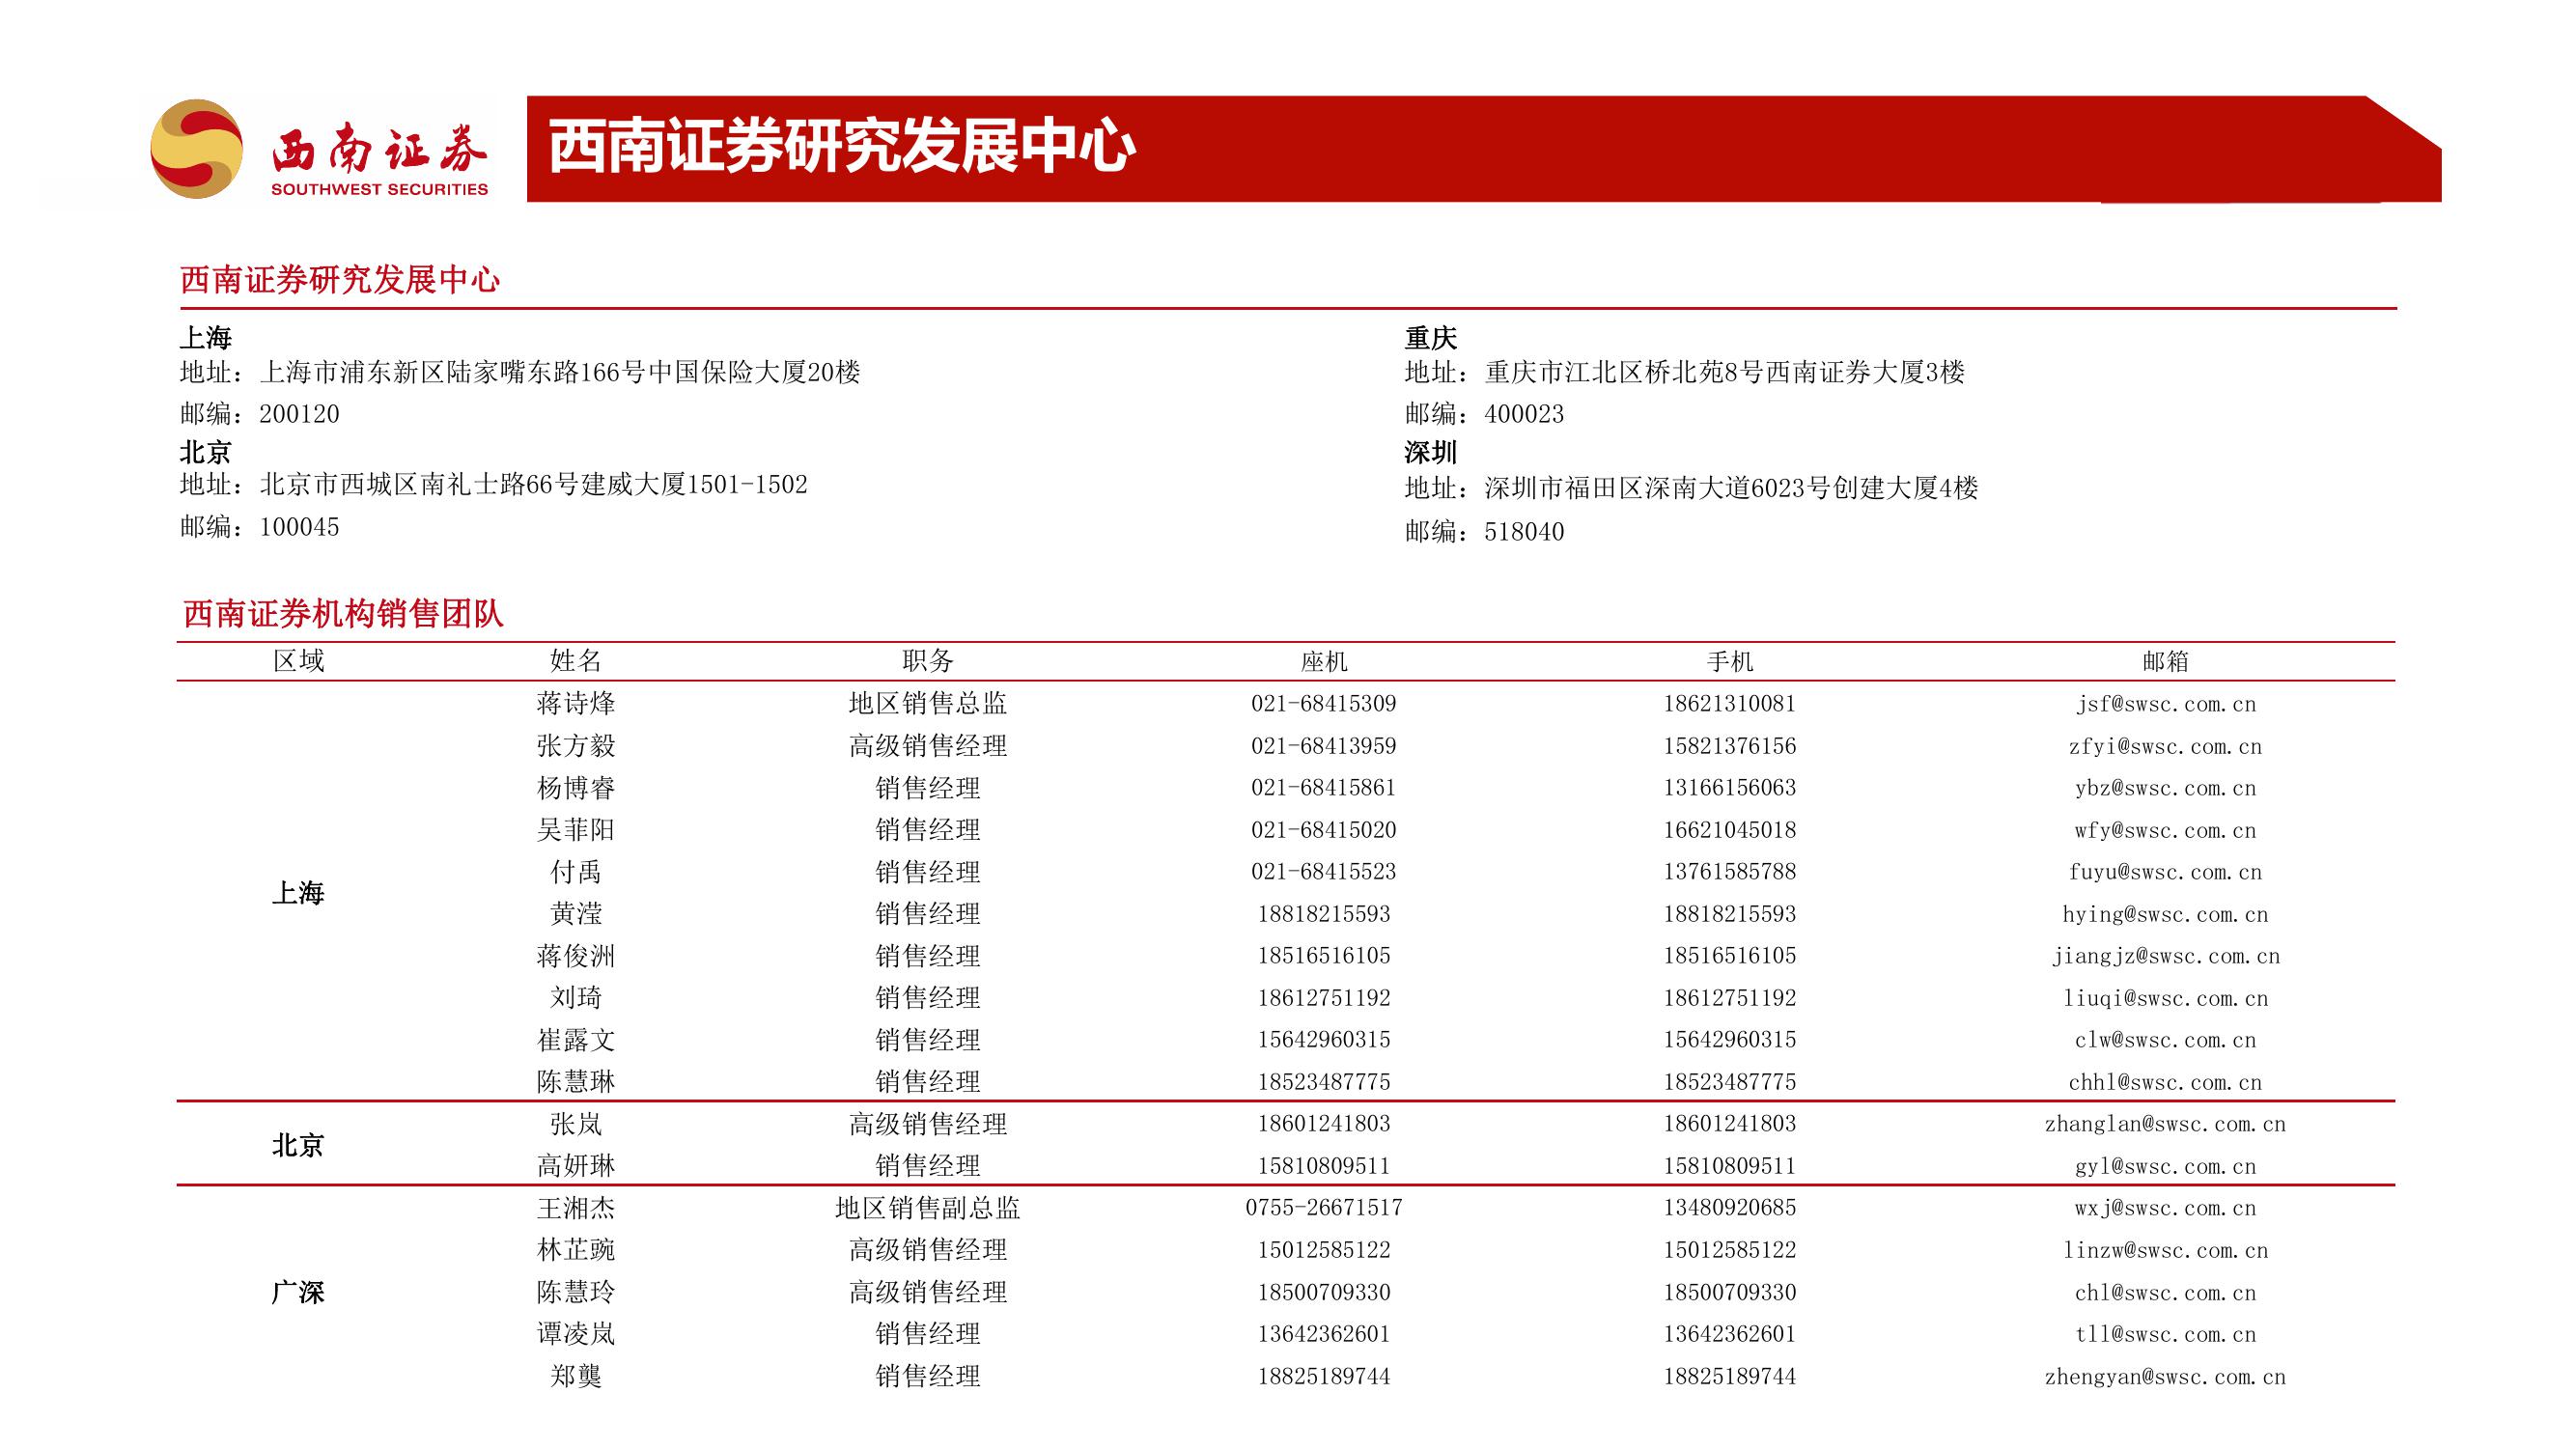 西南证券
SOUTHWEST SECURITIES
西南证券研究发展中心
西南证券研究发展中心
上海
地址：上海市浦东新区陆家嘴东路166号中国保险大厦20楼
邮编：200120
北京
地址：北京市西城区南礼士路66号建威大厦1501-1502
邮编：100045
重庆
地址：重庆市江北区桥北苑8号西南证券大厦3楼
邮编：400023
深圳
地址：深圳市福田区深南大道6023号创建大厦4楼
邮编：518040
西南证券机构销售团队
区域 姓名 职务 座机 手机 邮箱
上海
蒋诗烽 地区销售总监 021-68415309 18621310081 jsf@swsc.com.cn
张方毅 高级销售经理 021-68413959 15821376156 zfyi@swsc.com.cn
杨博睿 销售经理 021-68415861 13166156063 ybz@swsc.com.cn
吴菲阳 销售经理 021-68415020 16621045018 wfy@swsc.com.cn
付禹 销售经理 021-68415523 13761585788 fuyu@swsc.com.cn
黄滢 销售经理 18818215593 18818215593 hying@swsc.com.cn
蒋俊洲 销售经理 18516516105 18516516105 jiangjz@swsc.com.cn
刘琦 销售经理 18612751192 18612751192 liuqi@swsc.com.cn
崔露文 销售经理 15642960315 15642960315 clw@swsc.com.cn
陈慧琳 销售经理 18523487775 18523487775 chhl@swsc.com.cn
北京
张岚 高级销售经理 18601241803 18601241803 zhanglan@swsc.com.cn
高妍琳 销售经理 15810809511 15810809511 gyl@swsc.com.cn
广深
王湘杰 地区销售副总监 0755-26671517 13480920685 wxj@swsc.com.cn
林芷豌 高级销售经理 15012585122 15012585122 linzw@swsc.com.cn
陈慧玲 高级销售经理 18500709330 18500709330 chl@swsc.com.cn
谭凌岚 销售经理 13642362601 13642362601 tll@swsc.com.cn
郑龑 销售经理 18825189744 18825189744 zhengyan@swsc.com.cn